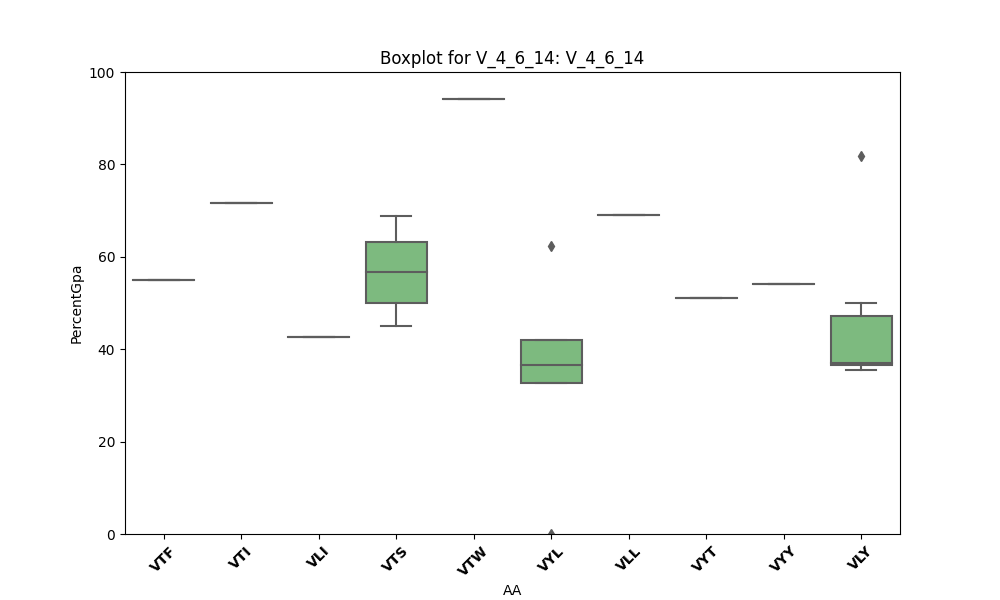 Boxplot for V_4_6_14: V_4_6_14
100
80
60
40
20
0
PercentGpa
VTF
VTI
VLI
VTS
VTW
VYL
VLL
VYT
VYY
VLY
AA